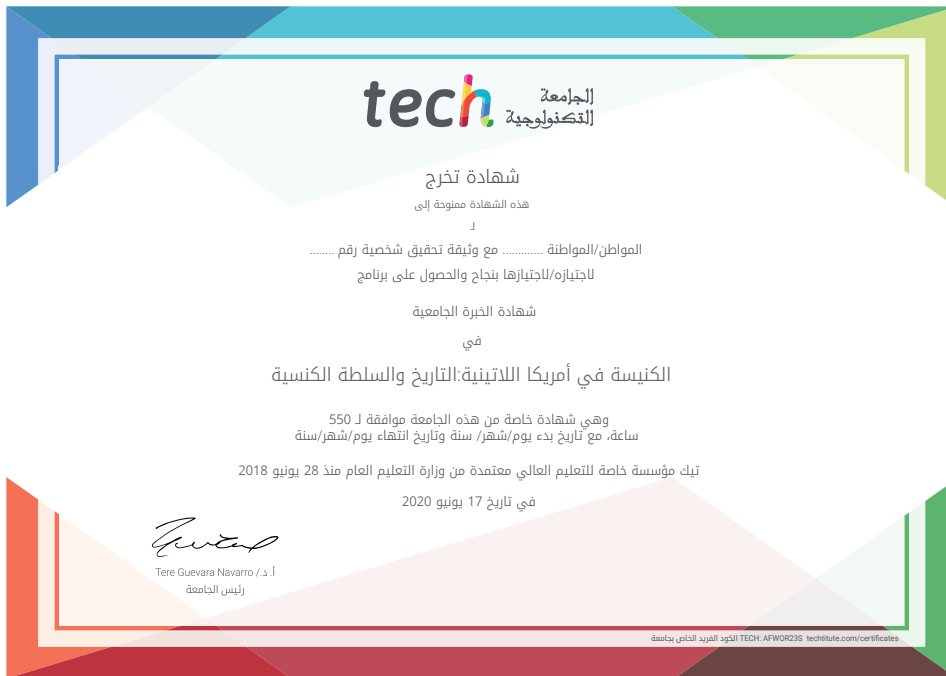 tech الجامعة
التكنولوجية
شهادة تخرج
هذه الشهادة ممنوحة إلى
لـ
المواطن/المواطنة ............. مع وثيقة تحقيق شخصية رقم ........
لاجتيازه/لاجتيازها بنجاح والحصول على برنامج
شهادة الخبرة الجامعية
في
الكنيسة في أمريكا اللاتينية:التاريخ والسلطة الكنسية
وهي شهادة خاصة من هذه الجامعة موافقة لـ 550
ساعة، مع تاريخ بدء يوم/شهر/ سنة وتاريخ انتهاء يوم/شهر/سنة
تيك مؤسسة خاصة للتعليم العالي معتمدة من وزارة التعليم العام منذ 28 يونيو 2018
في تاريخ 17 يونيو 2020
أ. د./ Tere Guevara Navarro
رئيس الجامعة
الكود الفريد الخاص بجامعة TECH: AFWOR23S techtitute.com/certificates